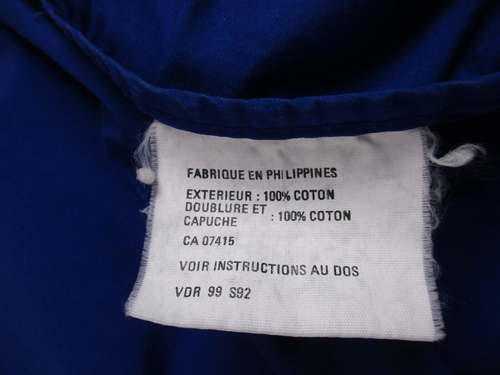 FABRIQUE EN PHILIPPINES
EXTERIEUR : 100% COTON
DOUBLURE ET : 100% COTON
CAPUCHE
CA 07415
VOIR INSTRUCTIONS AU DOS
VDR 99 S92